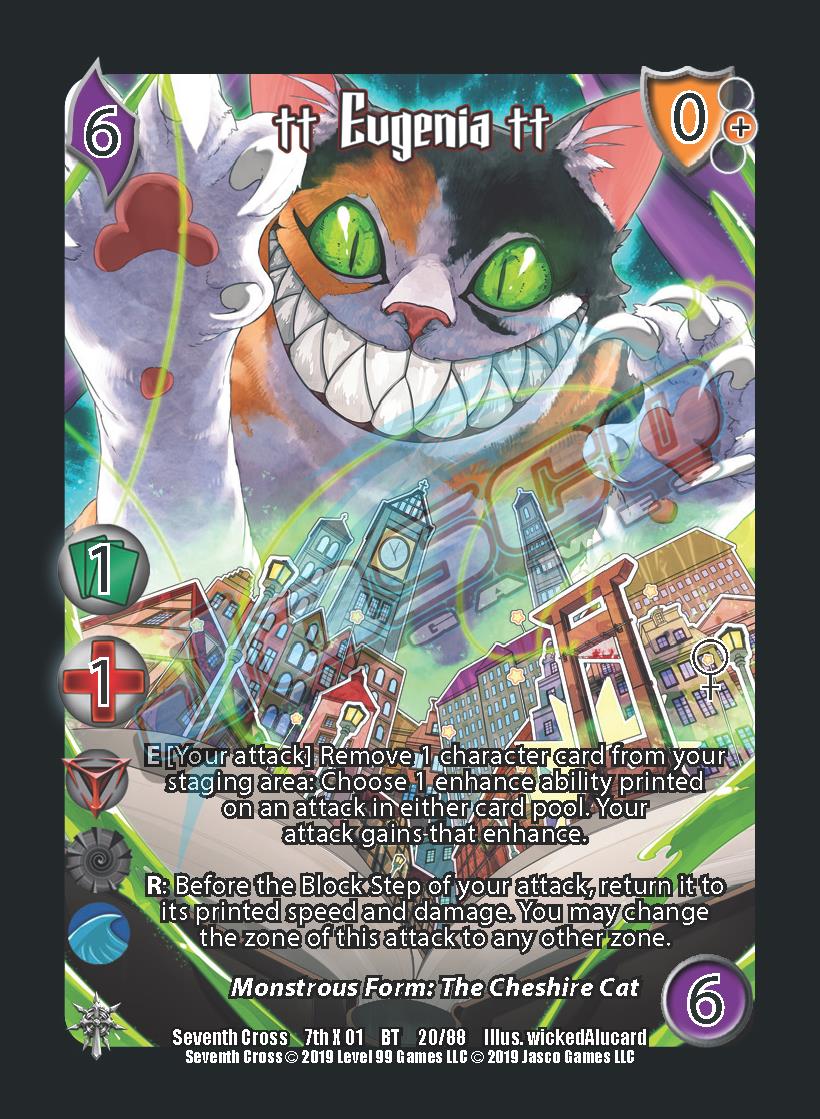 6
†† Eugenia ††
0
+
JASCO
GAMES
1
1
E [Your attack] Remove 1 character card from your
staging area: Choose 1 enhance ability printed
on an attack in either card pool. Your
attack gains that enhance.
R: Before the Block Step of your attack, return it to
its printed speed and damage. You may change
the zone of this attack to any other zone.
Monstrous Form: The Cheshire Cat
6
Seventh Cross 7th X 01 BT 20/88 Illus. wickedAlucard
Seventh Cross © 2019 Level 99 Games LLC © 2019 Jasco Games LLC